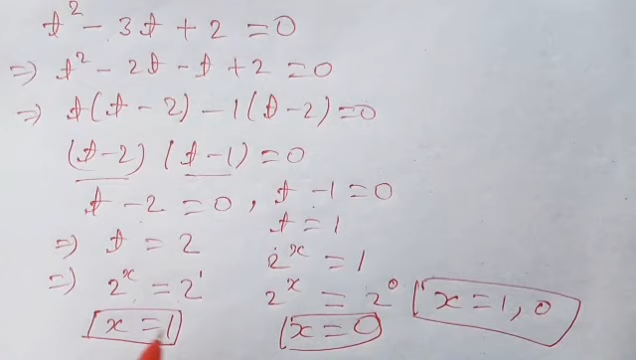 t² - 3t + 2 = 0
⇒ t² - 2t - t + 2 = 0
⇒ t(t - 2) - 1(t - 2) = 0
(t - 2) (t - 1) = 0
t - 2 = 0, t - 1 = 0
⇒ t = 2
t = 1
⇒ 2ˣ = 2¹
2ˣ = 1
2ˣ = 2⁰
x = 1
x = 0
x = 1, 0